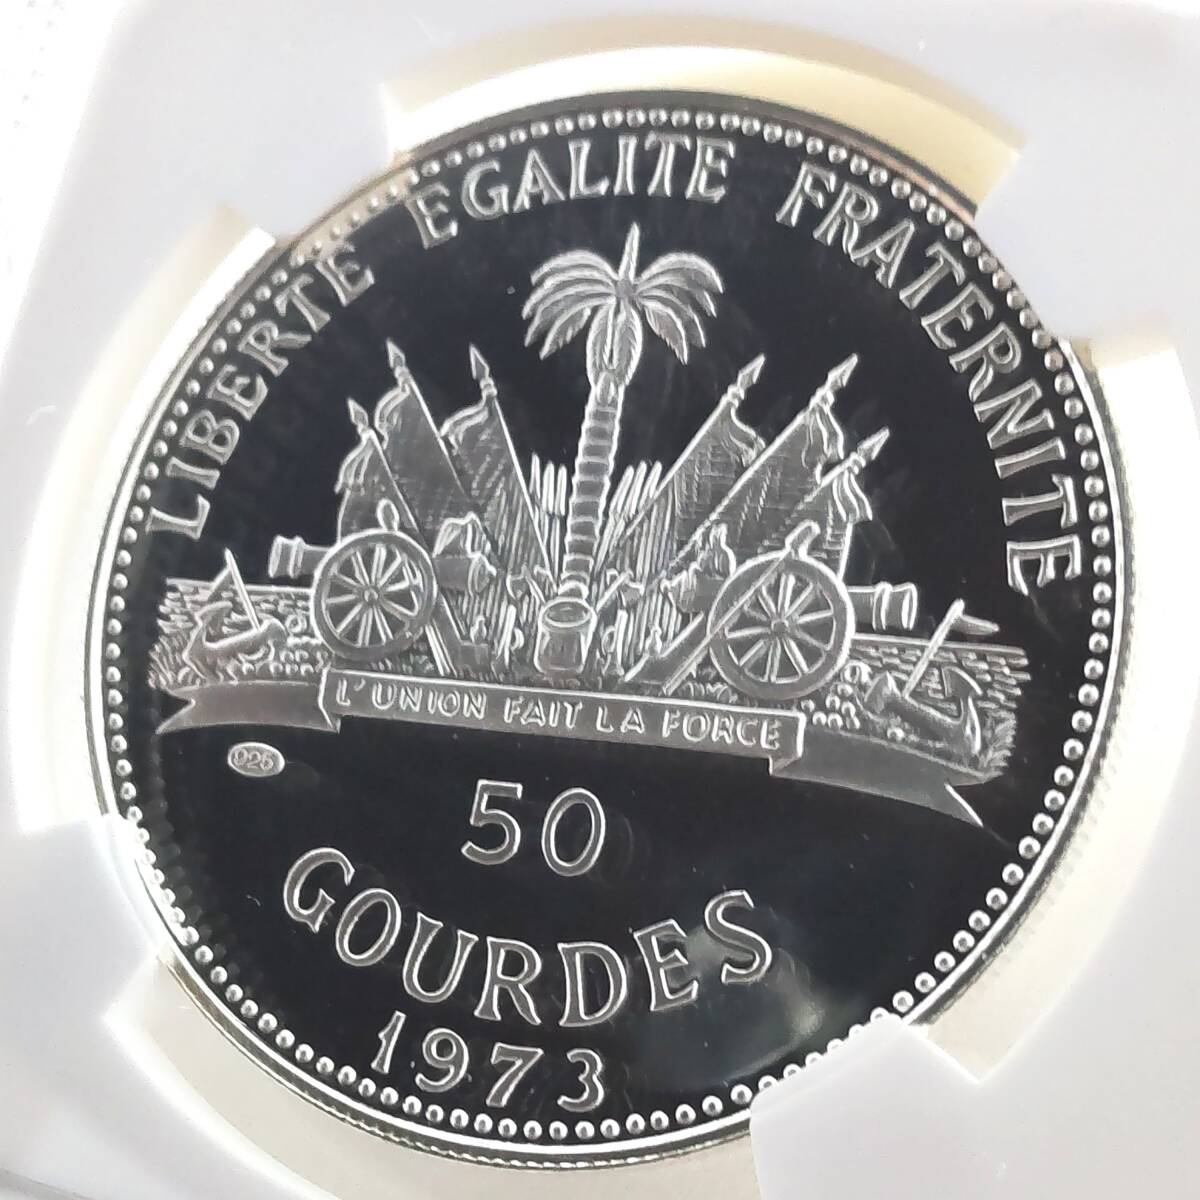 LIBERTE EGALITE FRATERNITE
L'UNION FAIT LA FORCE
925
50
GOURDES
1973